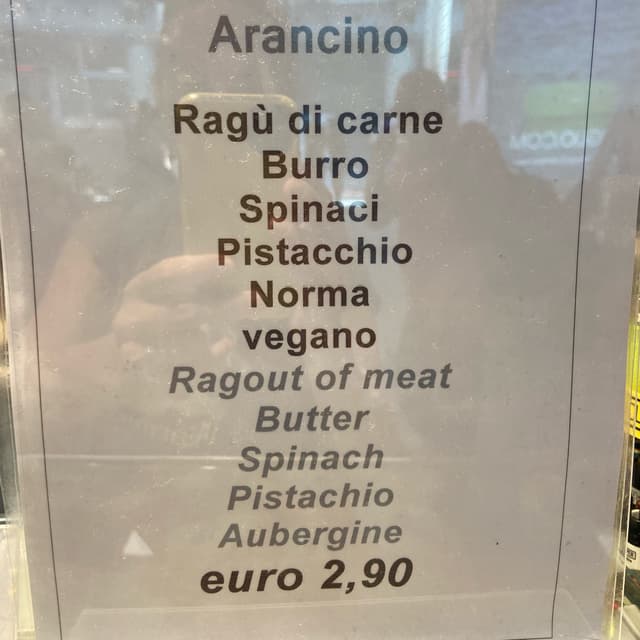 Arancino
Ragù di carne
Burro
Spinaci
Pistacchio
Norma
vegano
Ragout of meat
Butter
Spinach
Pistachio
Aubergine
euro 2,90